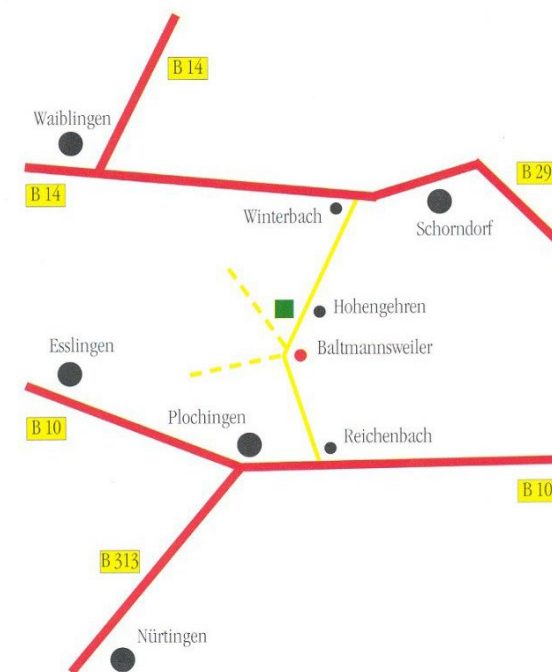 B 14
Waiblingen
B 14
B 29
Winterbach
Schorndorf
Hohengehren
Baltmannsweiler
Esslingen
Plochingen
B 10
Reichenbach
B 10
B 313
Nürtingen